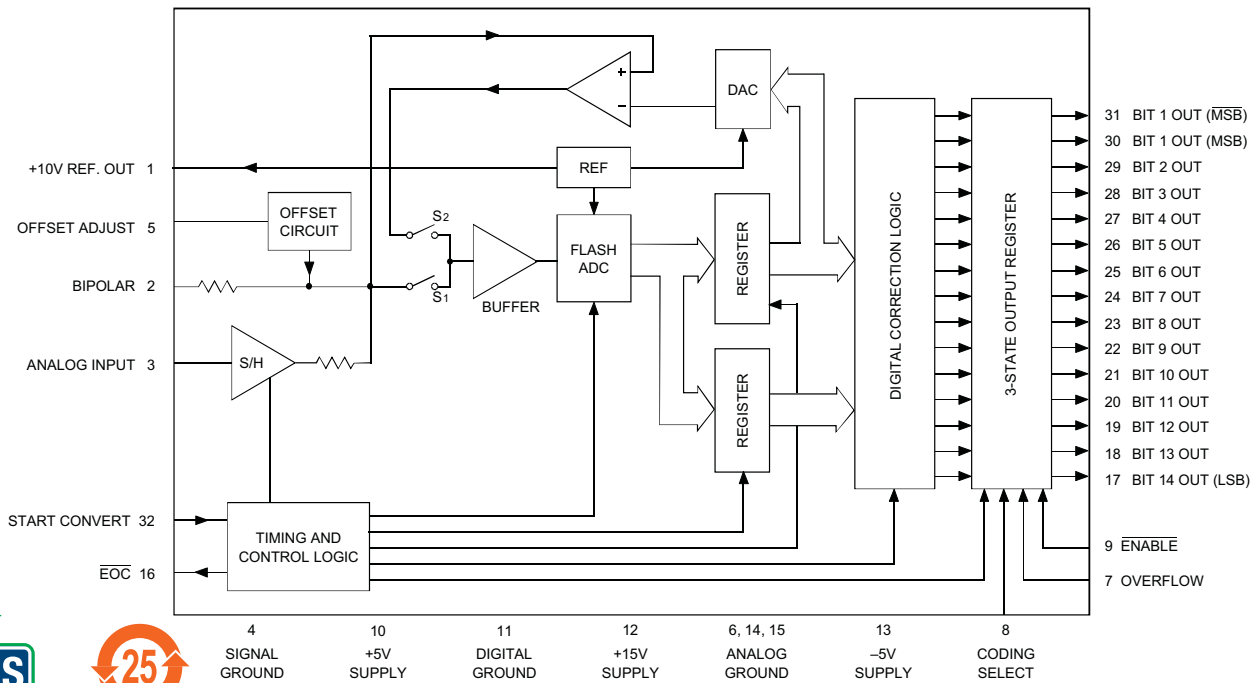 +10V REF. OUT 1
OFFSET ADJUST 5
BIPOLAR 2
ANALOG INPUT 3
START CONVERT 32
EOC 16
OFFSET
CIRCUIT
S/H
TIMING AND
CONTROL LOGIC
S2
S1
BUFFER
+
–
REF
FLASH
ADC
DAC
REGISTER
REGISTER
DIGITAL CORRECTION LOGIC
3-STATE OUTPUT REGISTER
31 BIT 1 OUT (MSB)
30 BIT 1 OUT (MSB)
29 BIT 2 OUT
28 BIT 3 OUT
27 BIT 4 OUT
26 BIT 5 OUT
25 BIT 6 OUT
24 BIT 7 OUT
23 BIT 8 OUT
22 BIT 9 OUT
21 BIT 10 OUT
20 BIT 11 OUT
19 BIT 12 OUT
18 BIT 13 OUT
17 BIT 14 OUT (LSB)
9 ENABLE
7 OVERFLOW
4
SIGNAL
GROUND
10
+5V
SUPPLY
11
DIGITAL
GROUND
12
+15V
SUPPLY
6, 14, 15
ANALOG
GROUND
13
–5V
SUPPLY
8
CODING
SELECT
25